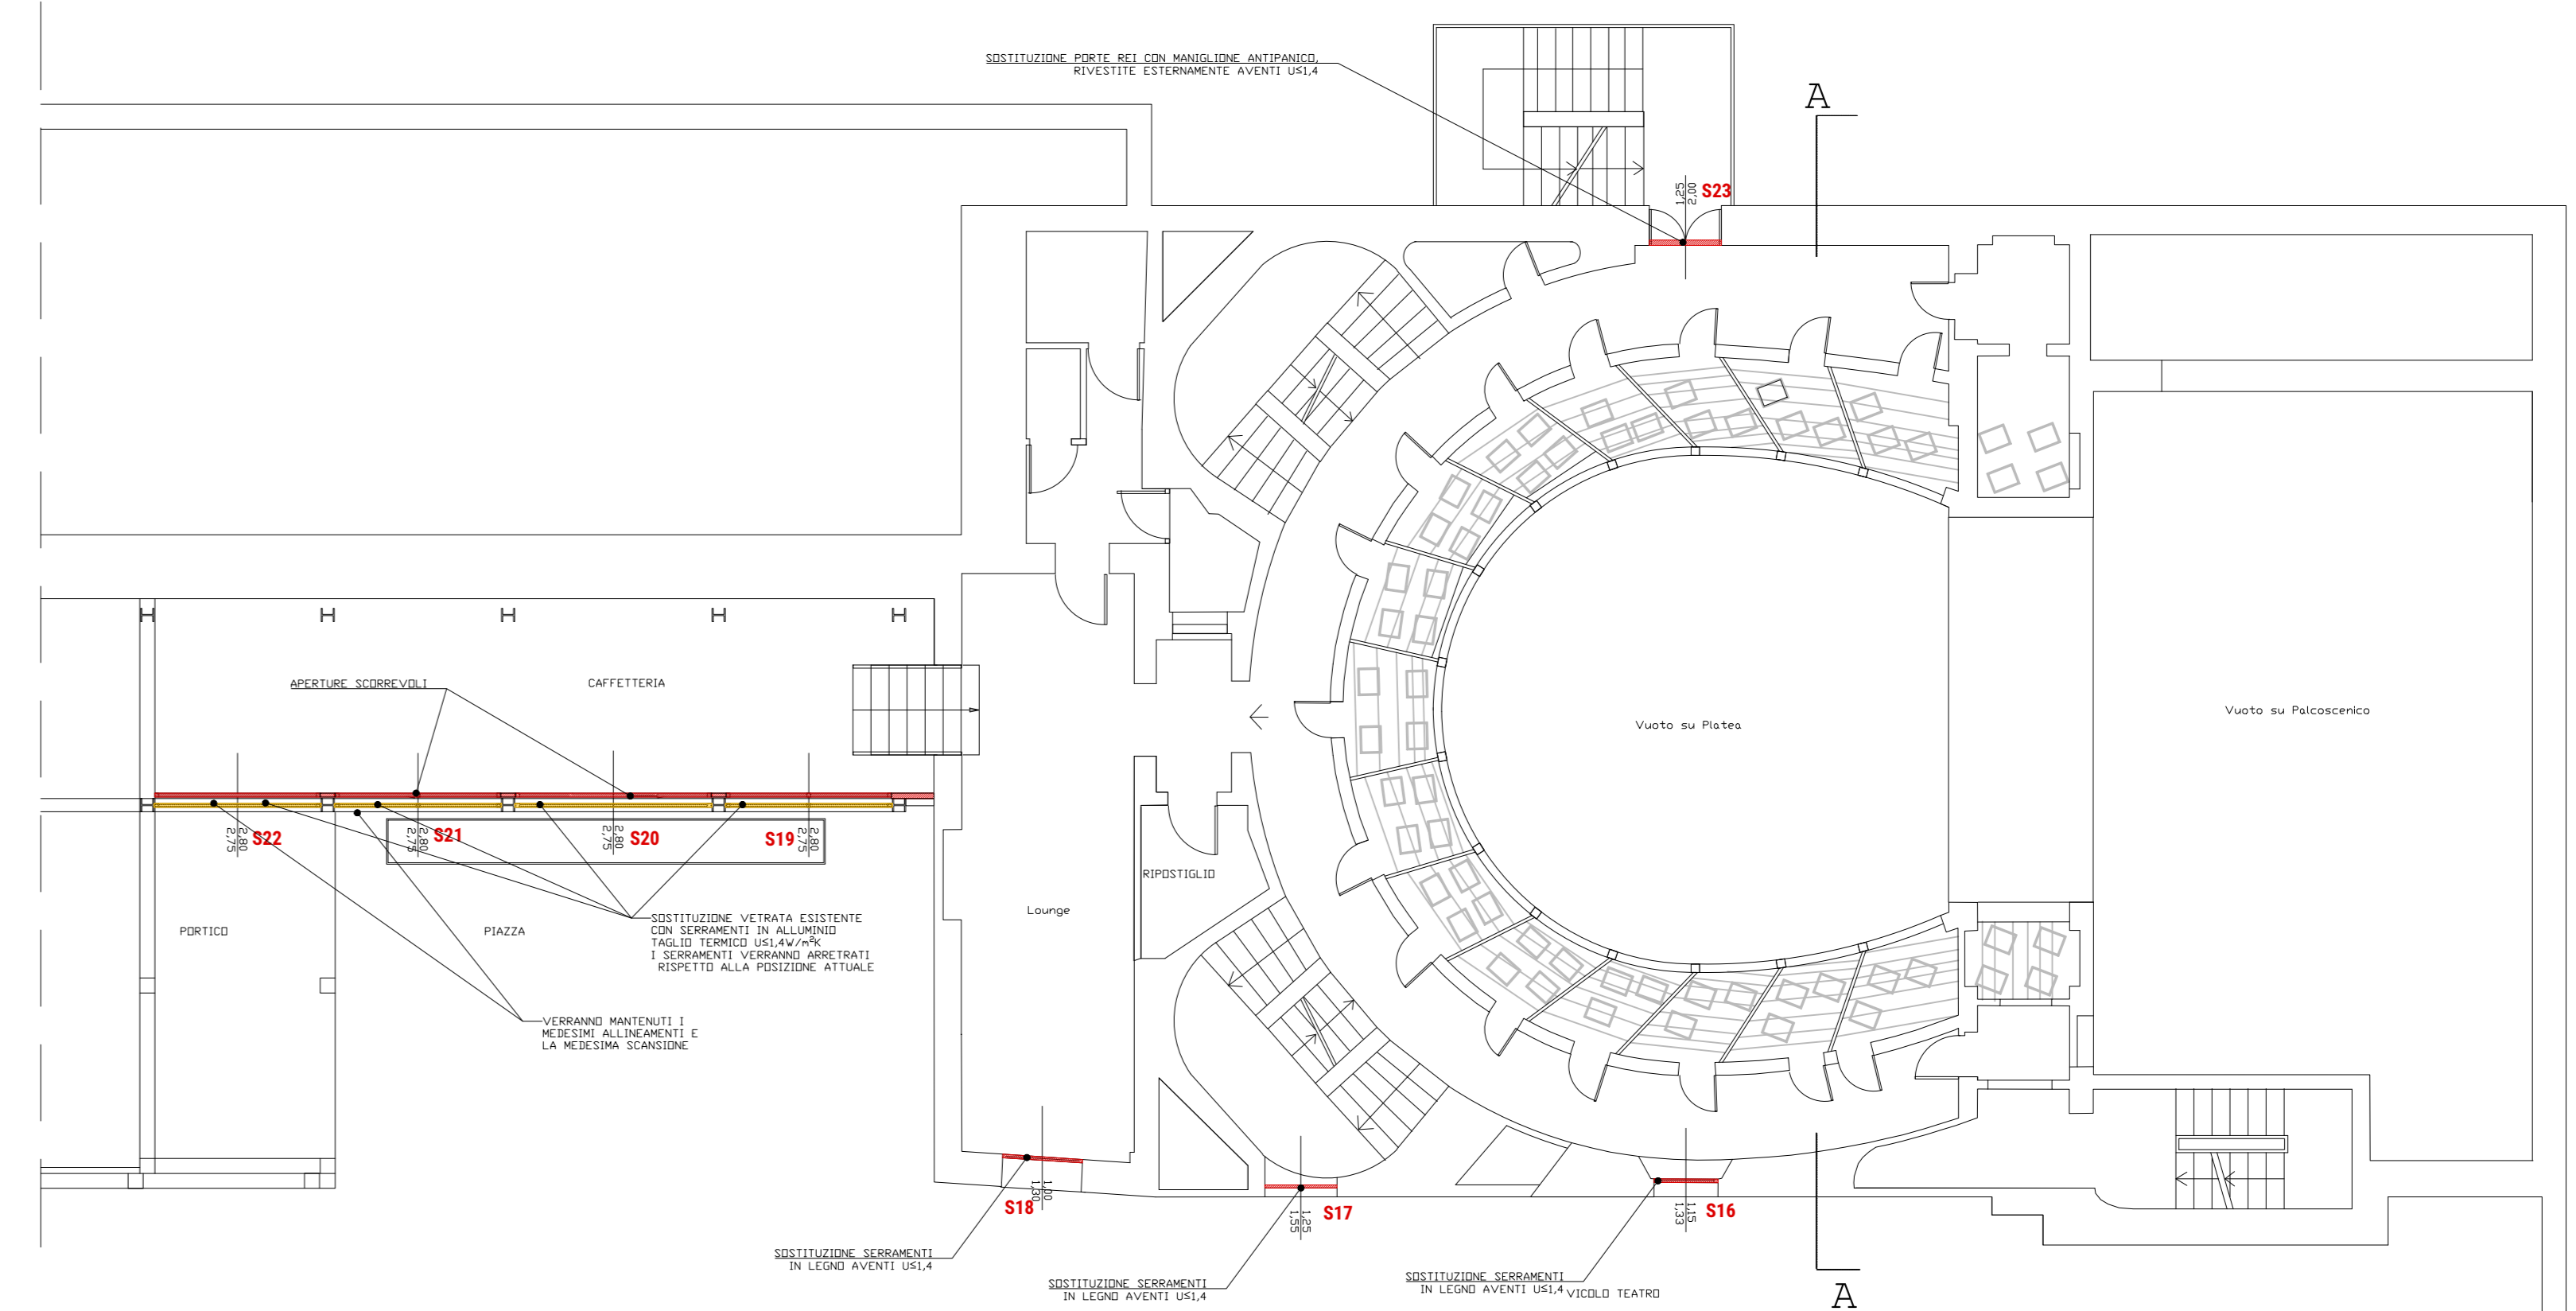 SOSTITUZIONE PORTE REI CON MANIGLIONE ANTIPANICO,
RIVESTITE ESTERNAMENTE AVENTI U≤1,4
A
1,25
2,00
S23
APERTURE SCORREVOLI
CAFFETTERIA
Vuoto su Platea
Vuoto su Palcoscenico
2,80
2,75
S22
2,80
2,75
S21
2,80
2,75
S20
S19
2,80
2,75
RIPOSTIGLIO
Lounge
PORTICO
PIAZZA
SOSTITUZIONE VETRATA ESISTENTE
CON SERRAMENTI IN ALLUMINIO
TAGLIO TERMICO U≤1,4W/m²K
I SERRAMENTI VERRANNO ARRETRATI
RISPETTO ALLA POSIZIONE ATTUALE
VERRANNO MANTENUTI I
MEDESIMI ALLINEAMENTI E
LA MEDESIMA SCANSIONE
S18
1,00
1,30
1,25
1,55
S17
1,15
1,33
S16
SOSTITUZIONE SERRAMENTI
IN LEGNO AVENTI U≤1,4
SOSTITUZIONE SERRAMENTI
IN LEGNO AVENTI U≤1,4
SOSTITUZIONE SERRAMENTI
IN LEGNO AVENTI U≤1,4
VICOLO TEATRO
A